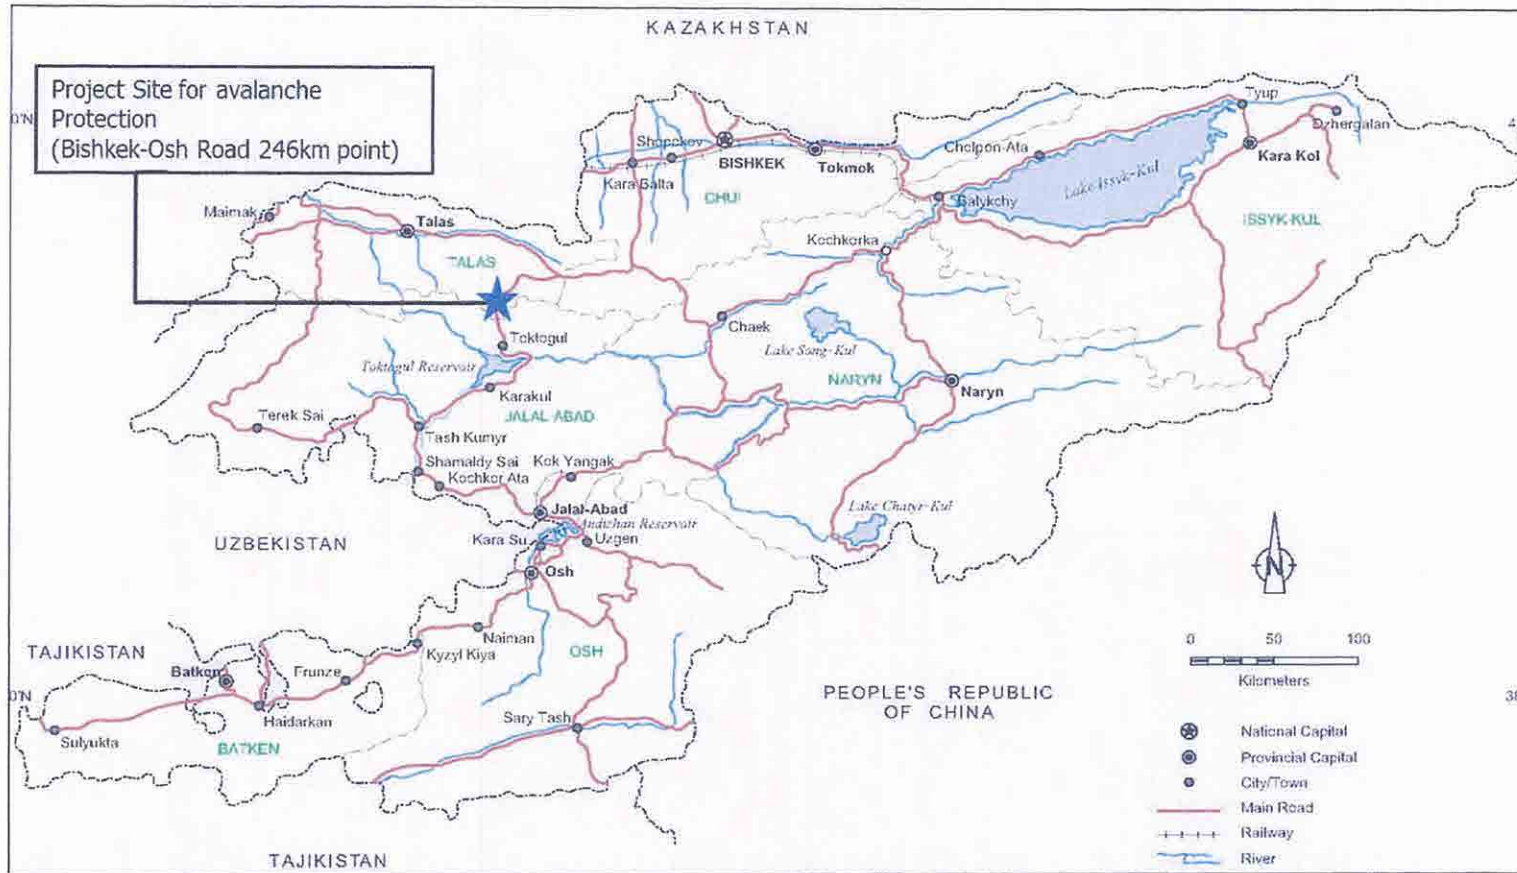 KAZAKHSTAN
Project Site for avalanche
Protection
(Bishkek-Osh Road 246km point)
0'N
4
Tyup
Dzhergalan
Shopokov
BISHKEK
Tokmok
Cholpon-Ata
Kara Kol
Kara Balta
Lake Issyk-Kul
CHUI
Balykchy
ISSYK-KUL
Maimak
Talas
Kochkorka
TALAS
Chaek
Toktogul
Lake Song-Kul
Toktogul Reservoir
NARYN
Naryn
Karakul
JALAL-ABAD
Terek Sai
Tash Kumyr
Shamaldy Sai
Kok Yangak
Kochkor Ata
Jalal-Abad
Lake Chatyr-Kul
Andizhan Reservoir
UZBEKISTAN
Kara Su
Uzgen
Osh
N
Naiman
TAJIKISTAN
Kyzyl Kiya
OSH
0 50 100
Kilometers
Batken
Frunze
PEOPLE'S REPUBLIC
OF CHINA
0'N
38
Haidarkan
Sary Tash
Sulyukta
BATKEN
National Capital
Provincial Capital
City/Town
Main Road
Railway
River
TAJIKISTAN